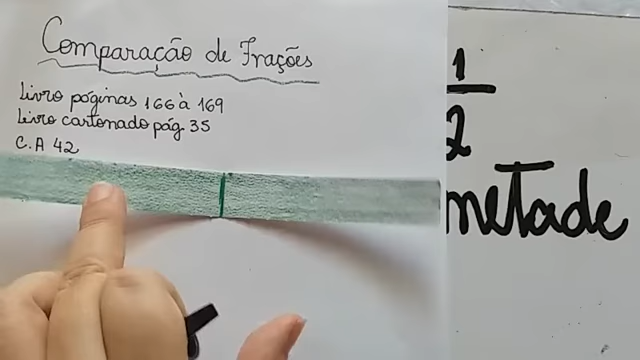 Comparação de Frações
Livro páginas 166 à 169
Livro cartonado pág. 35
C.A 42
1
2
metade